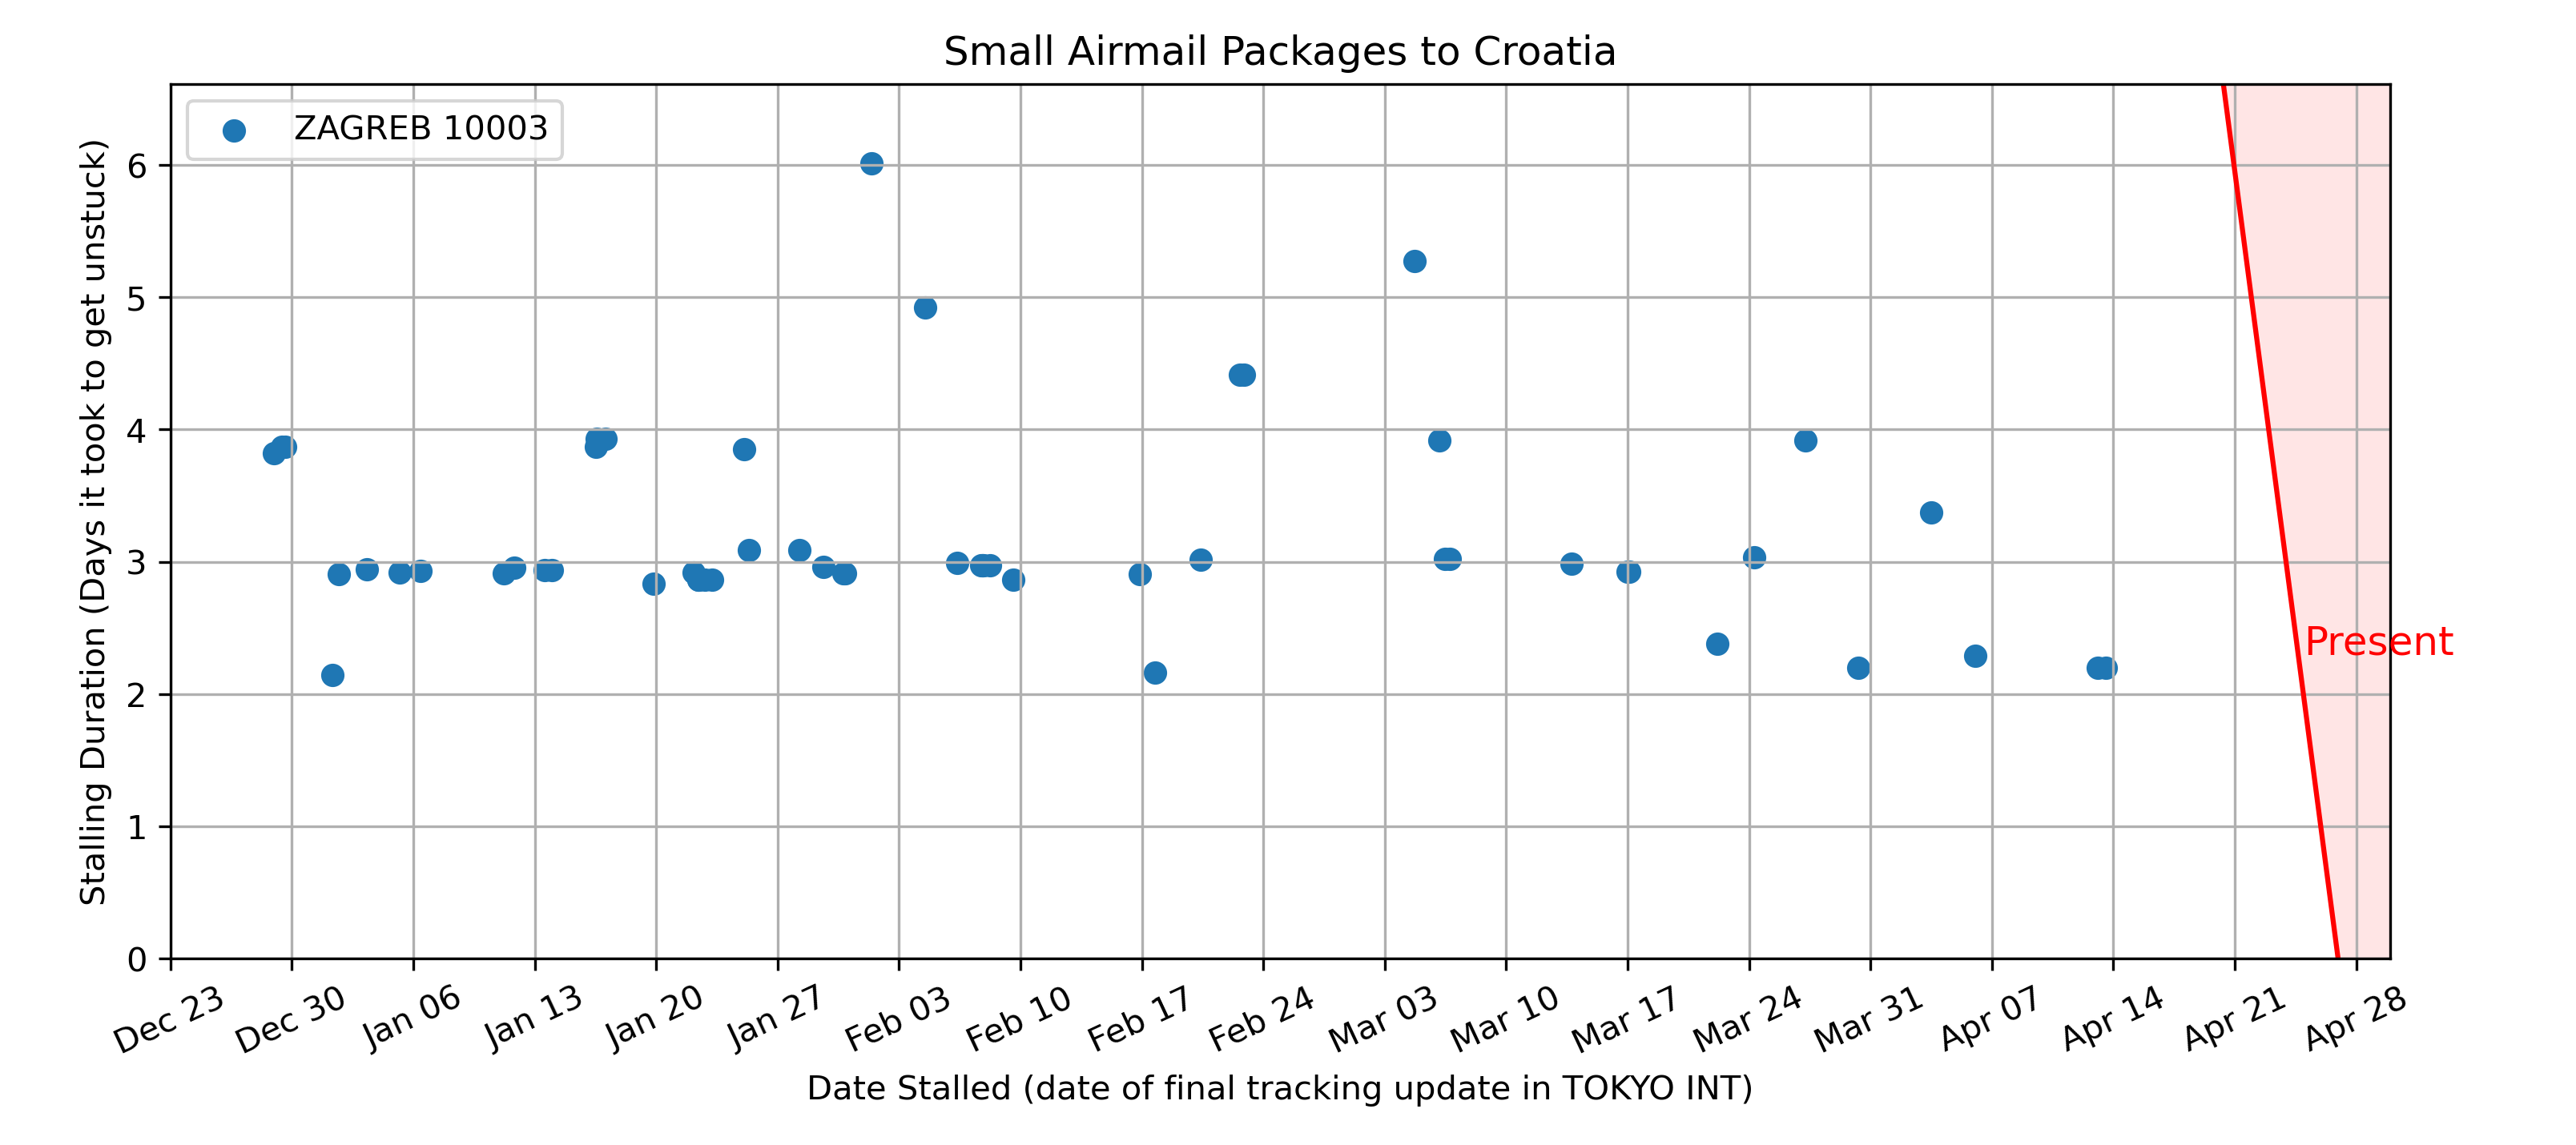 Small Airmail Packages to Croatia
ZAGREB 10003
Stalling Duration (Days it took to get unstuck)
6
5
4
3
2
1
0
Present
Dec 23
Dec 30
Jan 06
Jan 13
Jan 20
Jan 27
Feb 03
Feb 10
Feb 17
Feb 24
Mar 03
Mar 10
Mar 17
Mar 24
Mar 31
Apr 07
Apr 14
Apr 21
Apr 28
Date Stalled (date of final tracking update in TOKYO INT)